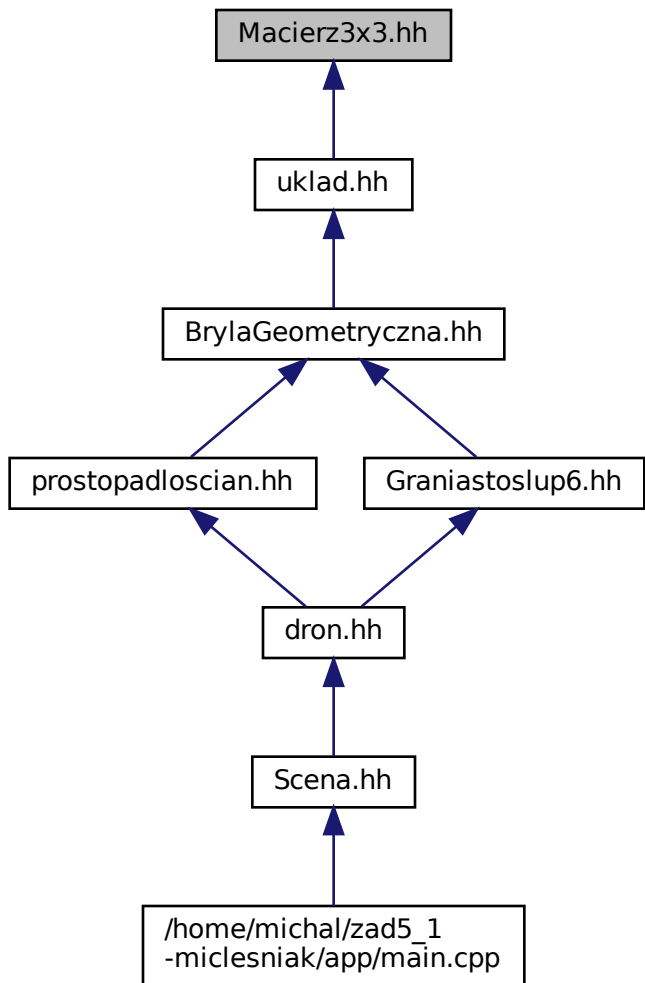 Macierz3x3.hh
uklad.hh
BrylaGeometryczna.hh
prostopadloscian.hh
Graniastoslup6.hh
dron.hh
Scena.hh
/home/michal/zad5_1
-miclesniak/app/main.cpp